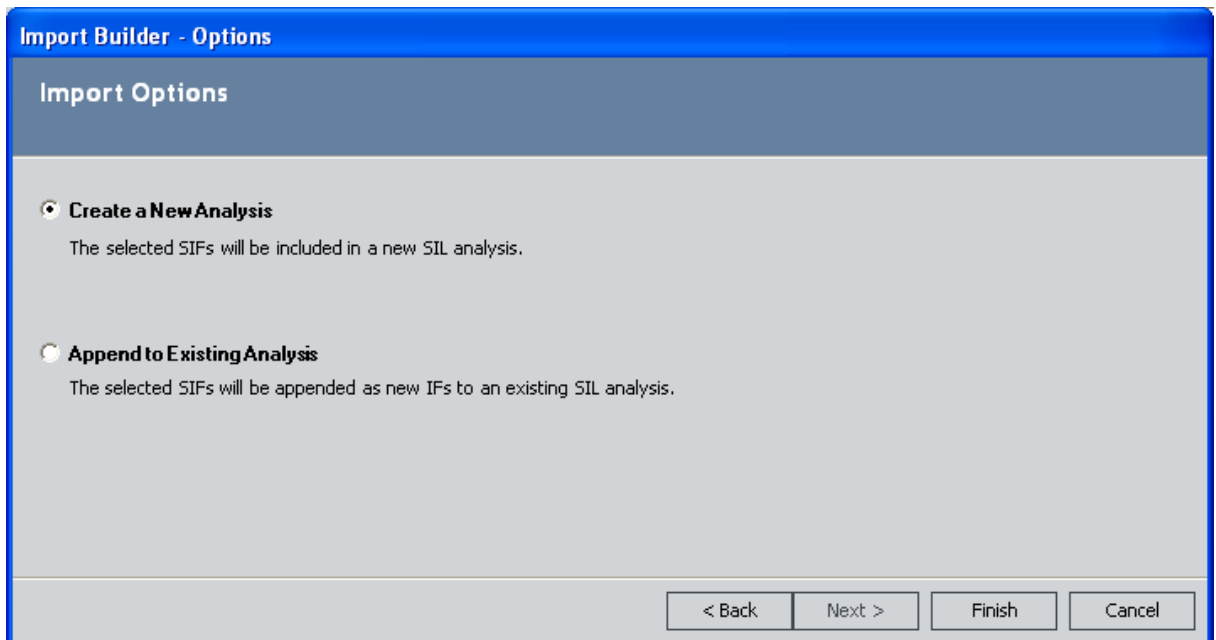 Import Builder - Options
Import Options
Create a New Analysis
The selected SIFs will be included in a new SIL analysis.
Append to Existing Analysis
The selected SIFs will be appended as new IFs to an existing SIL analysis.
< Back
Next >
Finish
Cancel